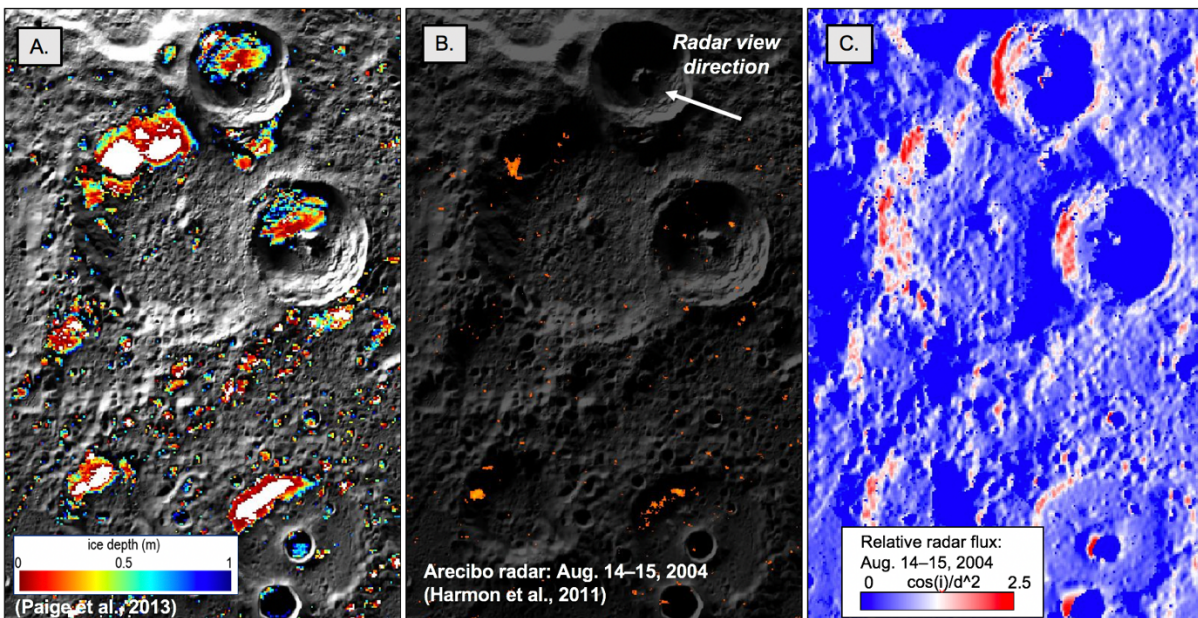 A.
ice depth (m)
0 0.5 1
(Paige et al., 2013)
B.
Radar view
direction
Arecibo radar: Aug. 14–15, 2004
(Harmon et al., 2011)
C.
Relative radar flux:
Aug. 14–15, 2004
0 cos(i)/d^2 2.5